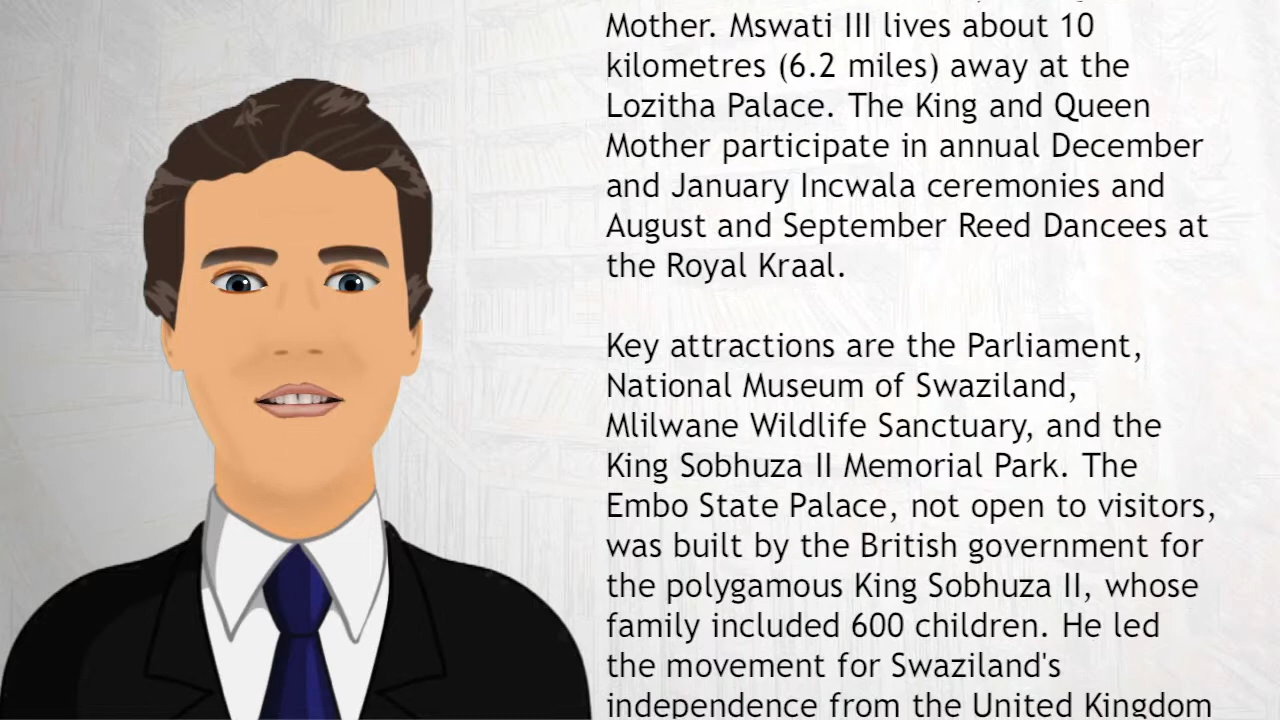 Mother. Mswati III lives about 10
kilometres (6.2 miles) away at the
Lozitha Palace. The King and Queen
Mother participate in annual December
and January Incwala ceremonies and
August and September Reed Dancees at
the Royal Kraal.
Key attractions are the Parliament,
National Museum of Swaziland,
Mlilwane Wildlife Sanctuary, and the
King Sobhuza II Memorial Park. The
Embo State Palace, not open to visitors,
was built by the British government for
the polygamous King Sobhuza II, whose
family included 600 children. He led
the movement for Swaziland's
independence from the United Kingdom